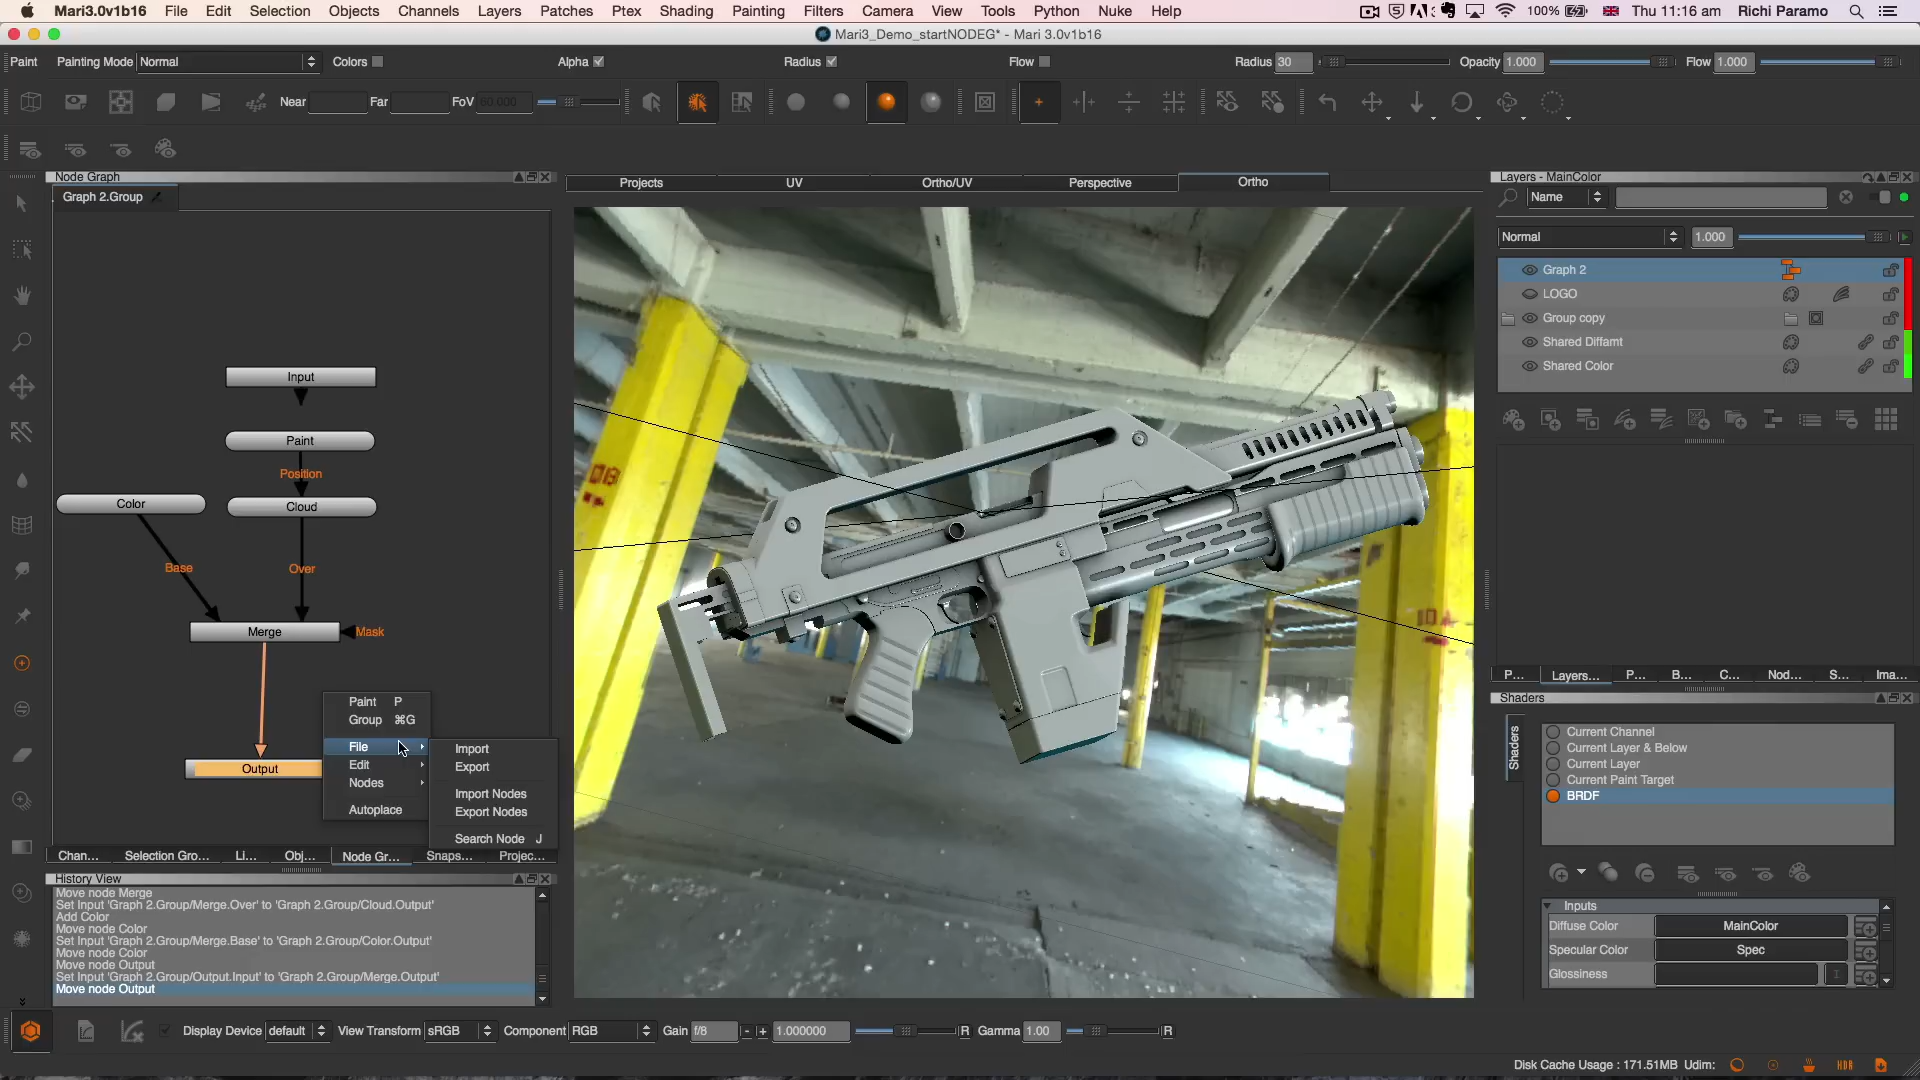 Mari3.0v1b16 File Edit Selection Objects Channels Layers Patches Ptex Shading Painting Filters Camera View Tools Python Nuke Help 100% Thu 11:16 am Richi Paramo
Mari3_Demo_startNODEG* - Mari 3.0v1b16
Paint Painting Mode Normal Colors Alpha Radius Flow Radius 30 Opacity 1.000 Flow 1.000
Near Far FoV 60.000
Node Graph
Graph 2.Group
Projects UV Ortho/UV Perspective Ortho
Layers - MainColor
Name
Normal 1.000
Graph 2
LOGO
Group copy
Shared Diffamt
Shared Color
Input
Paint
Position
Color
Cloud
Base
Over
Merge
Mask
Output
Paint P
Group ⌘G
File
Edit
Nodes
Autoplace
Import
Export
Import Nodes
Export Nodes
Search Node J
P... Layers... P... B... C... Nod... S... Ima...
Shaders
Shaders
Current Channel
Current Layer & Below
Current Layer
Current Paint Target
BRDF
Inputs
Diffuse Color MainColor
Specular Color Spec
Glossiness
Chan... Selection Gro... Li... Obj... Node Gr... Snaps... Projec...
History View
Move node Merge
Set Input 'Graph 2.Group/Merge.Over' to 'Graph 2.Group/Cloud.Output'
Add Color
Move node Color
Set Input 'Graph 2.Group/Merge.Base' to 'Graph 2.Group/Color.Output'
Move node Color
Move node Output
Set Input 'Graph 2.Group/Output.Input' to 'Graph 2.Group/Merge.Output'
Move node Output
Display Device default View Transform sRGB Component RGB Gain f/8 - + 1.000000 R Gamma 1.00 R
Disk Cache Usage : 171.51MB Udim: HDR